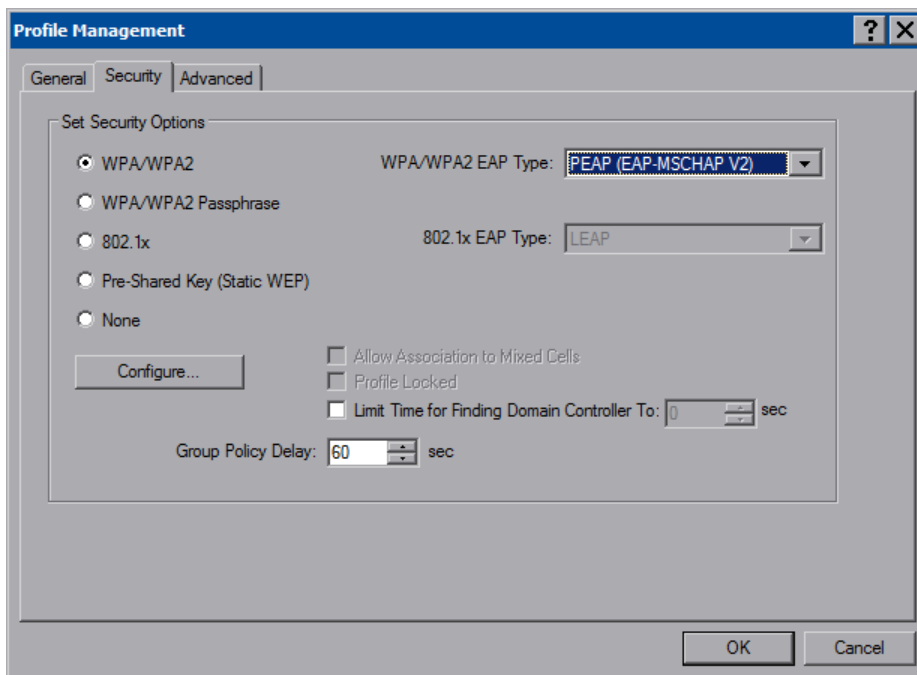 Profile Management
General Security Advanced
Set Security Options
WPA/WPA2 WPA/WPA2 EAP Type: PEAP (EAP-MSCHAP V2)
WPA/WPA2 Passphrase
802.1x 802.1x EAP Type: LEAP
Pre-Shared Key (Static WEP)
None
Configure...
Allow Association to Mixed Cells
Profile Locked
Limit Time for Finding Domain Controller To: 0 sec
Group Policy Delay: 60 sec
OK Cancel